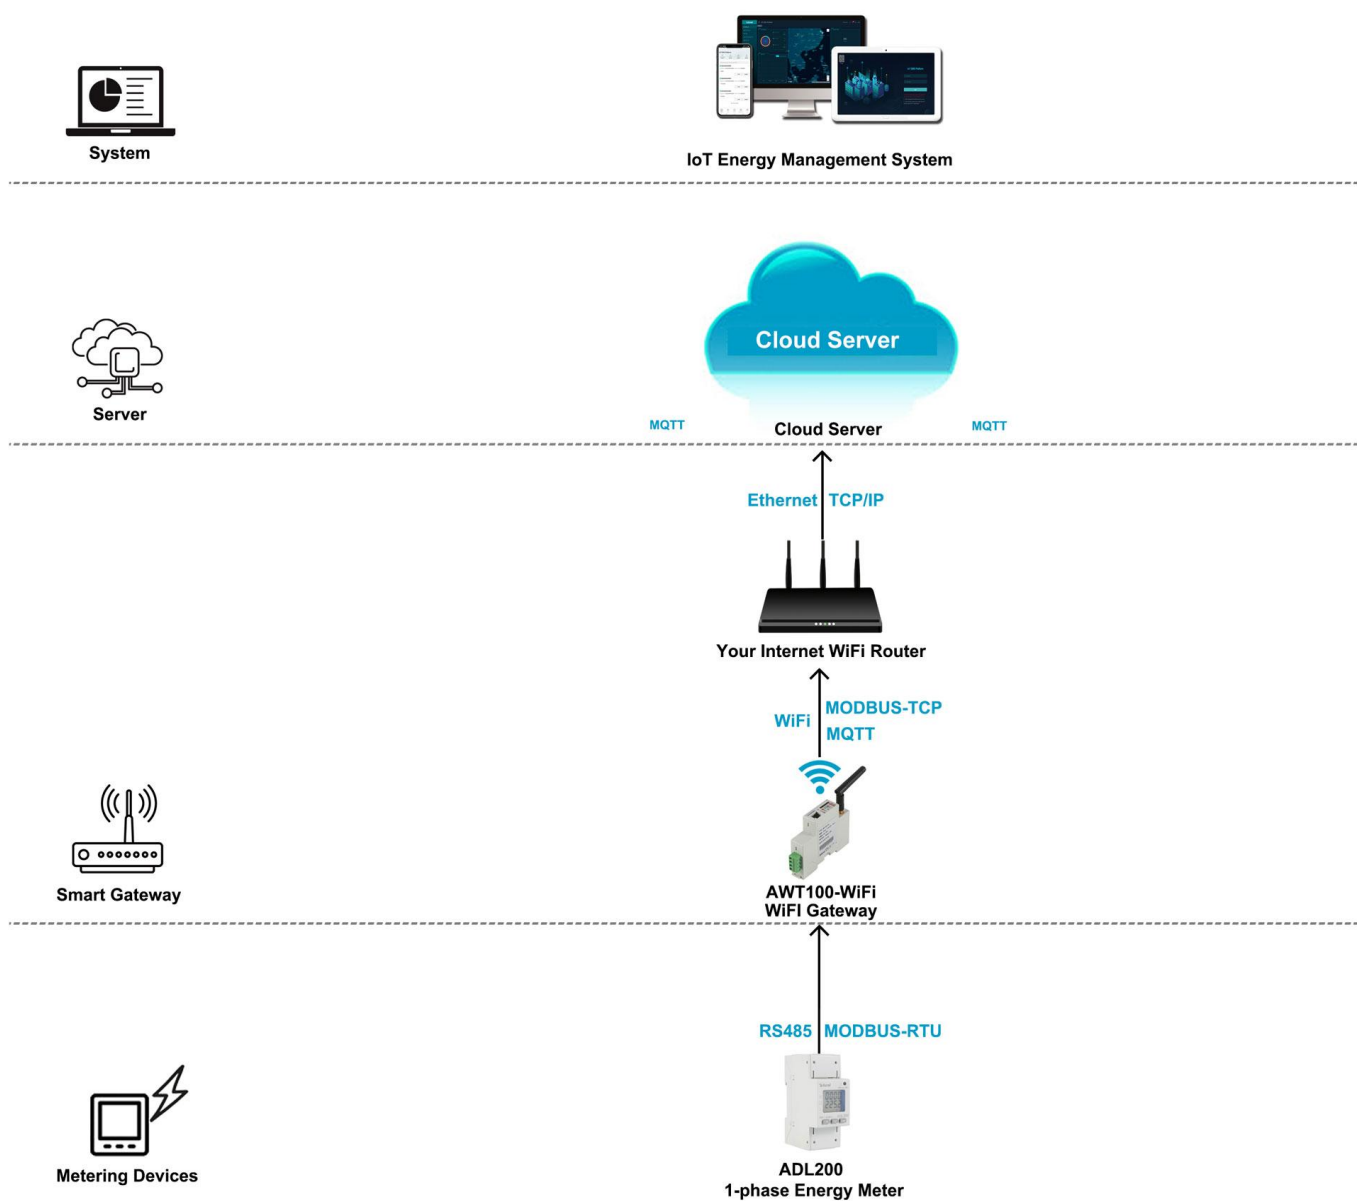 System
IoT Energy Management System
Cloud Server
Server
MQTT
Cloud Server
MQTT
Ethernet TCP/IP
Your Internet WiFi Router
WiFi
MODBUS-TCP
MQTT
Smart Gateway
AWT100-WiFi
WiFI Gateway
RS485 MODBUS-RTU
Metering Devices
ADL200
1-phase Energy Meter